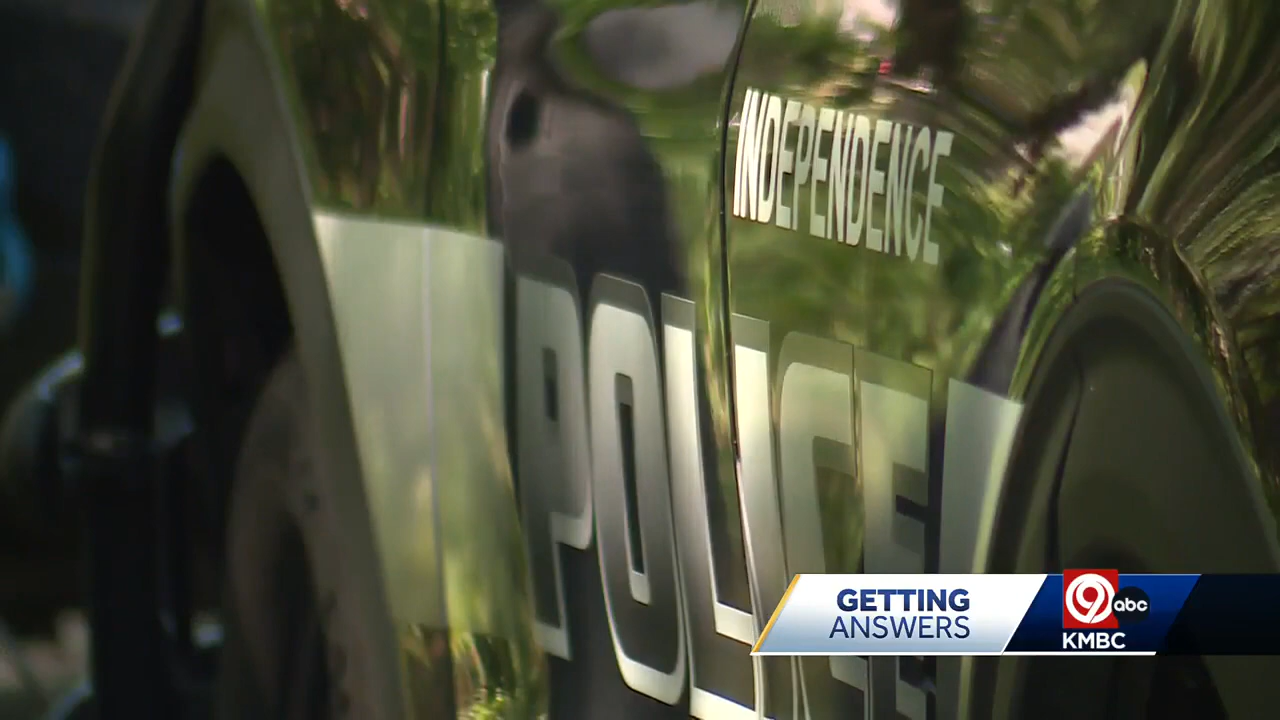 INDEPENDENCE
POLICE
GETTING
ANSWERS
9 abc
KMBC